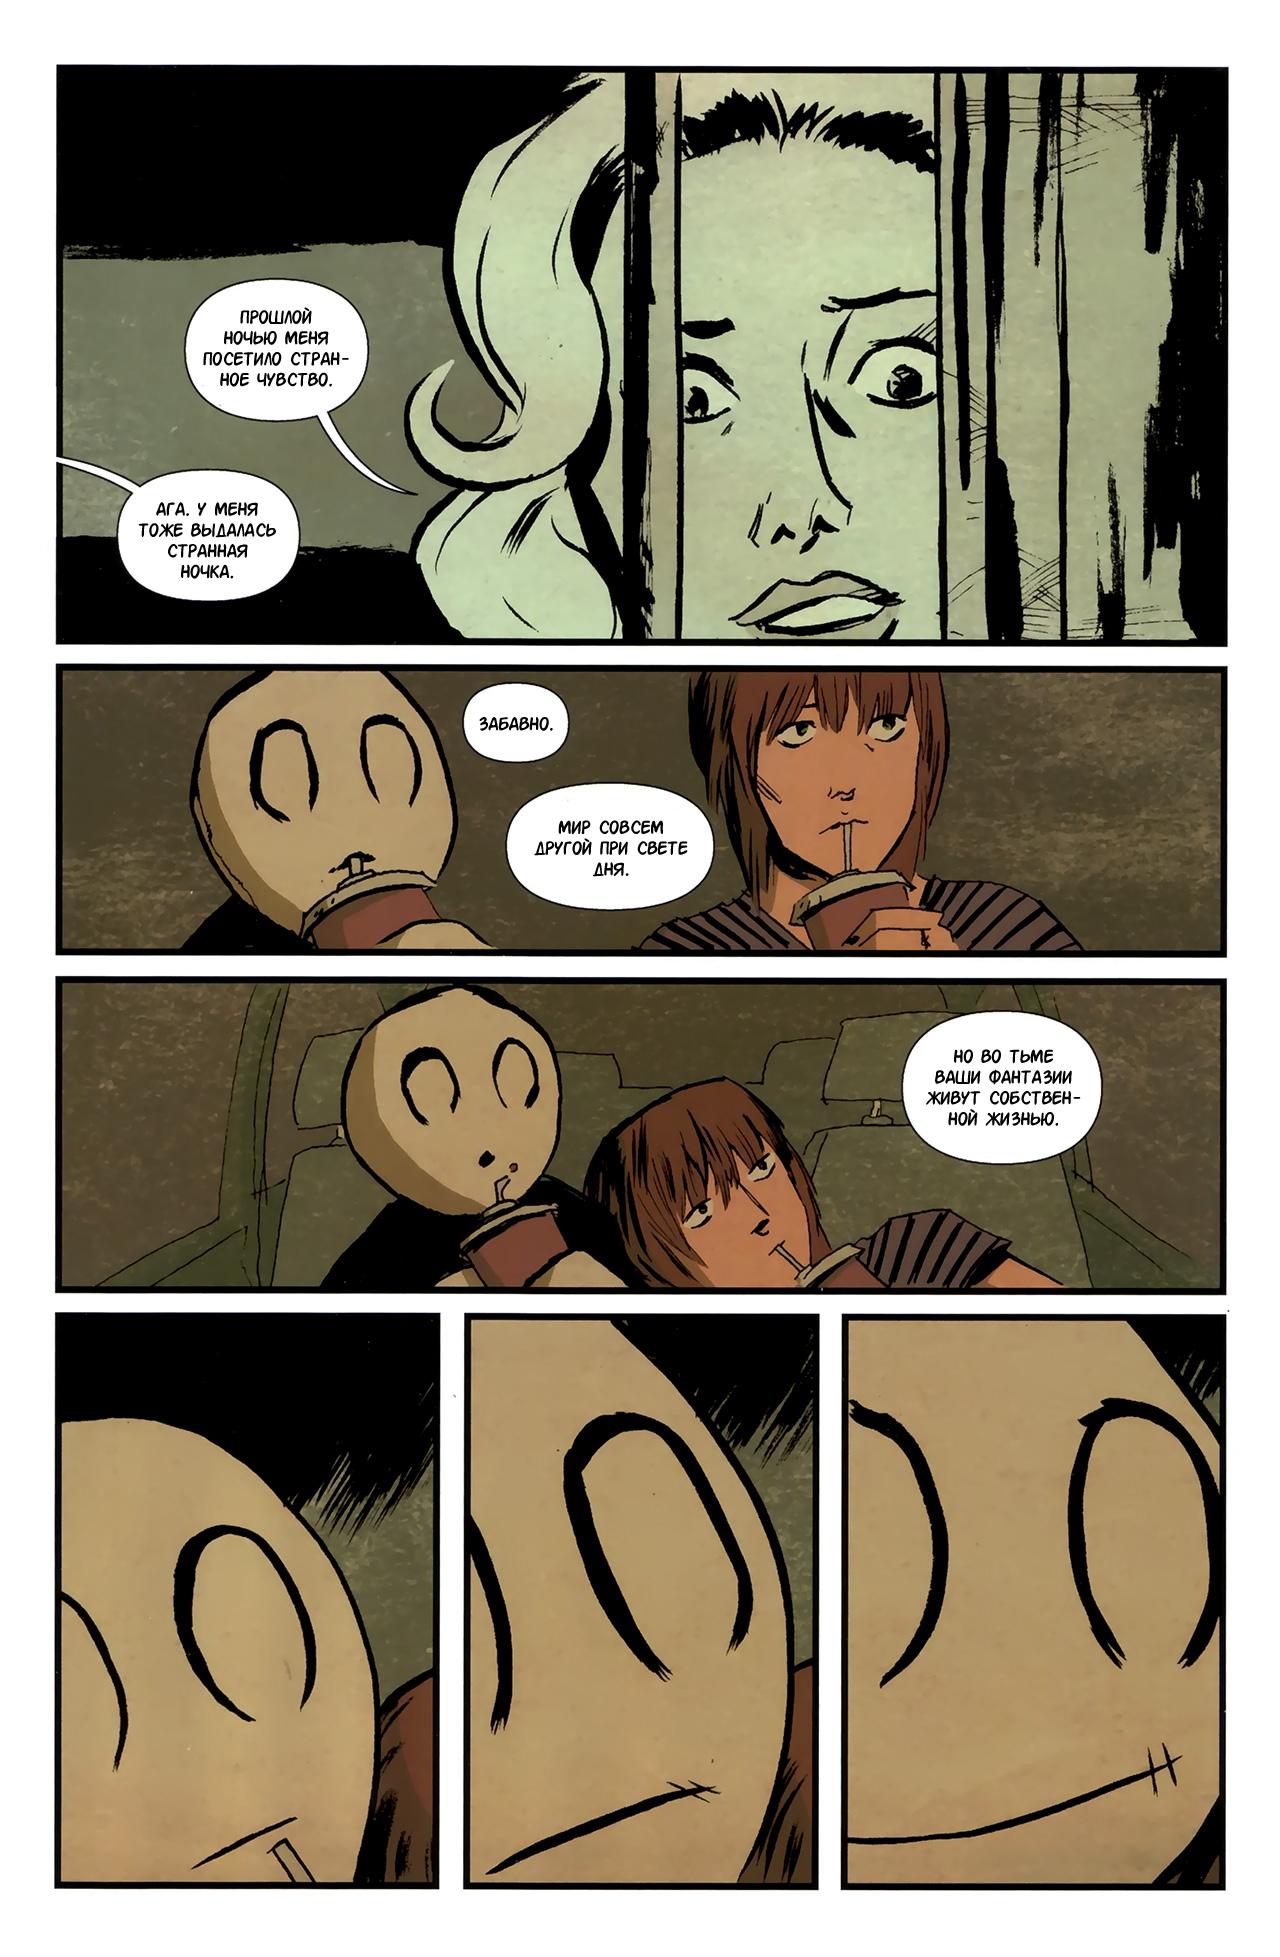 ПРОШЛОЙ
НОЧЬЮ МЕНЯ
ПОСЕТИЛО СТРАН-
НОЕ ЧУВСТВО.
АГА. У МЕНЯ
ТОЖЕ ВЫДАЛАСЬ
СТРАННАЯ
НОЧКА.
ЗАБАВНО.
МИР СОВСЕМ
ДРУГОЙ ПРИ СВЕТЕ
ДНЯ.
НО ВО ТЬМЕ
ВАШИ ФАНТАЗИИ
ЖИВУТ СОБСТВЕН-
НОЙ ЖИЗНЬЮ.